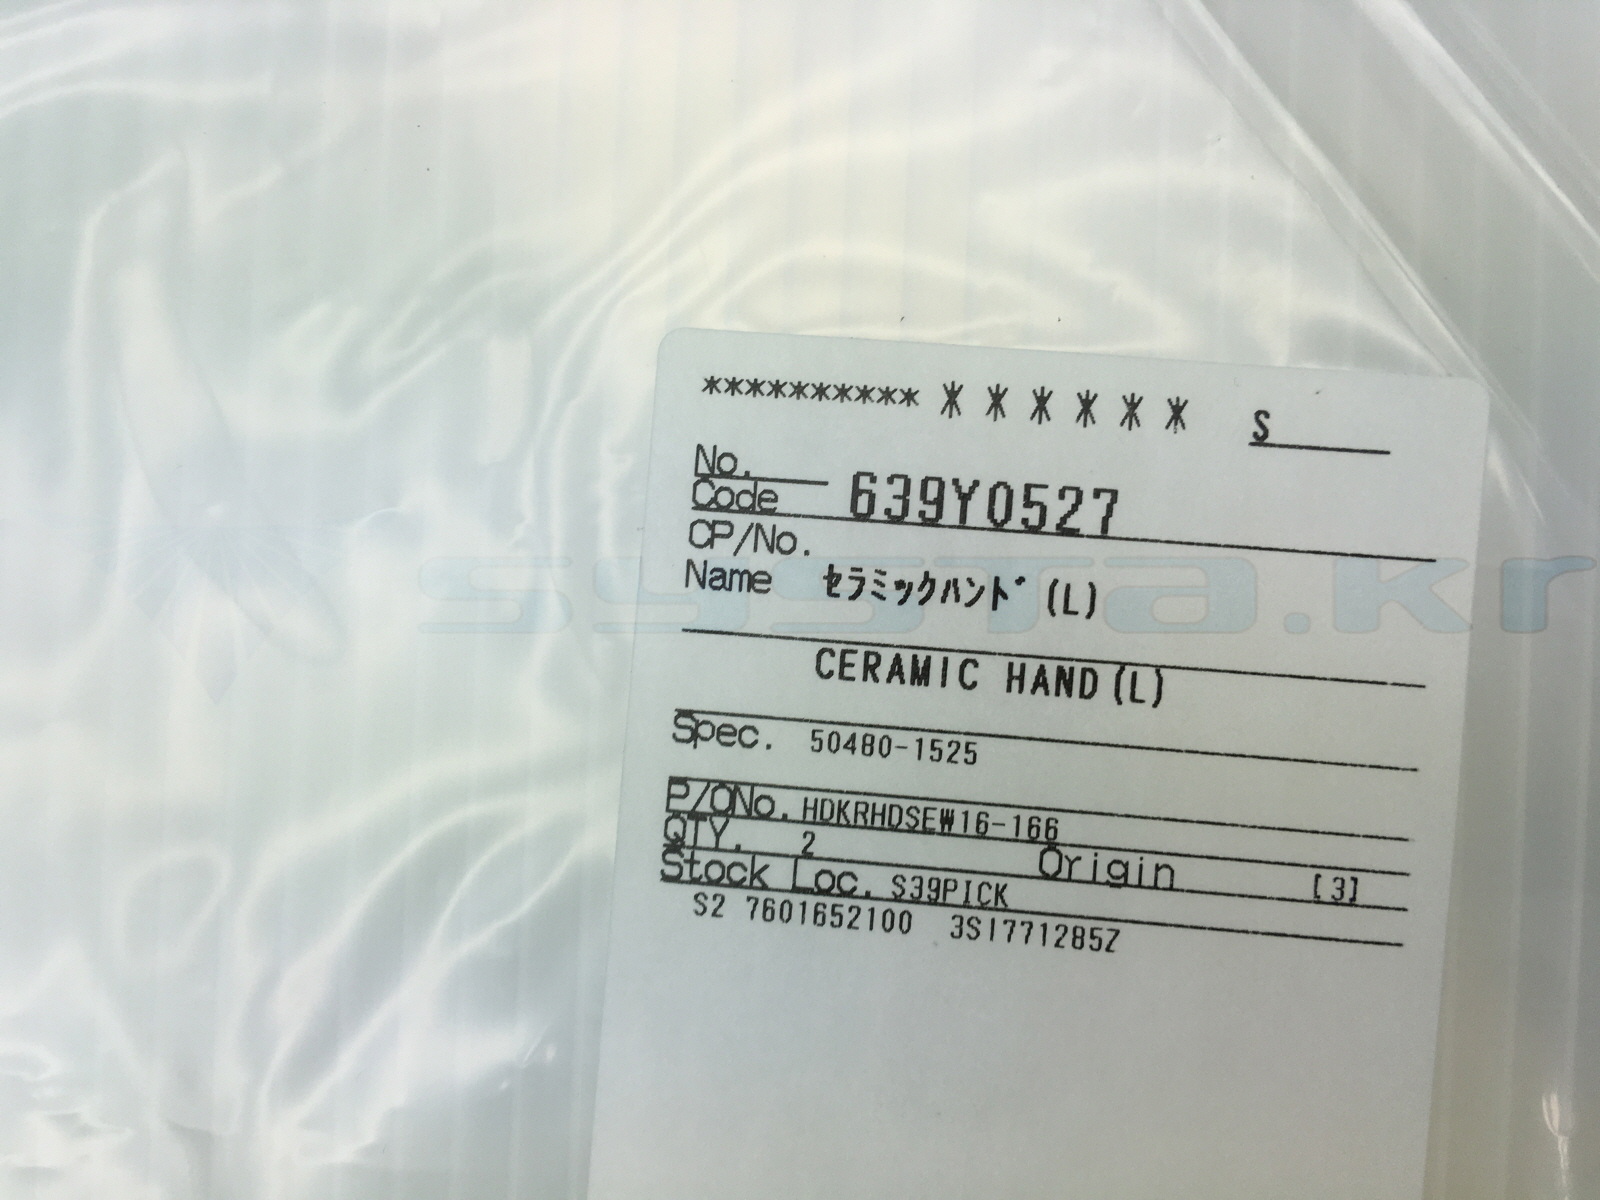 ********** * * * * * * S
No.
Code 639Y0527
CP/No.
Name ｾﾗﾐｯｸﾊﾝﾄﾞ(L)
CERAMIC HAND(L)
Spec. 50480-1525
P/ONo. HDKRHDSEW16-166
QTY. 2 Origin [3]
Stock Loc. S39PICK
S2 7601652100 3SI771285Z
systa.kr